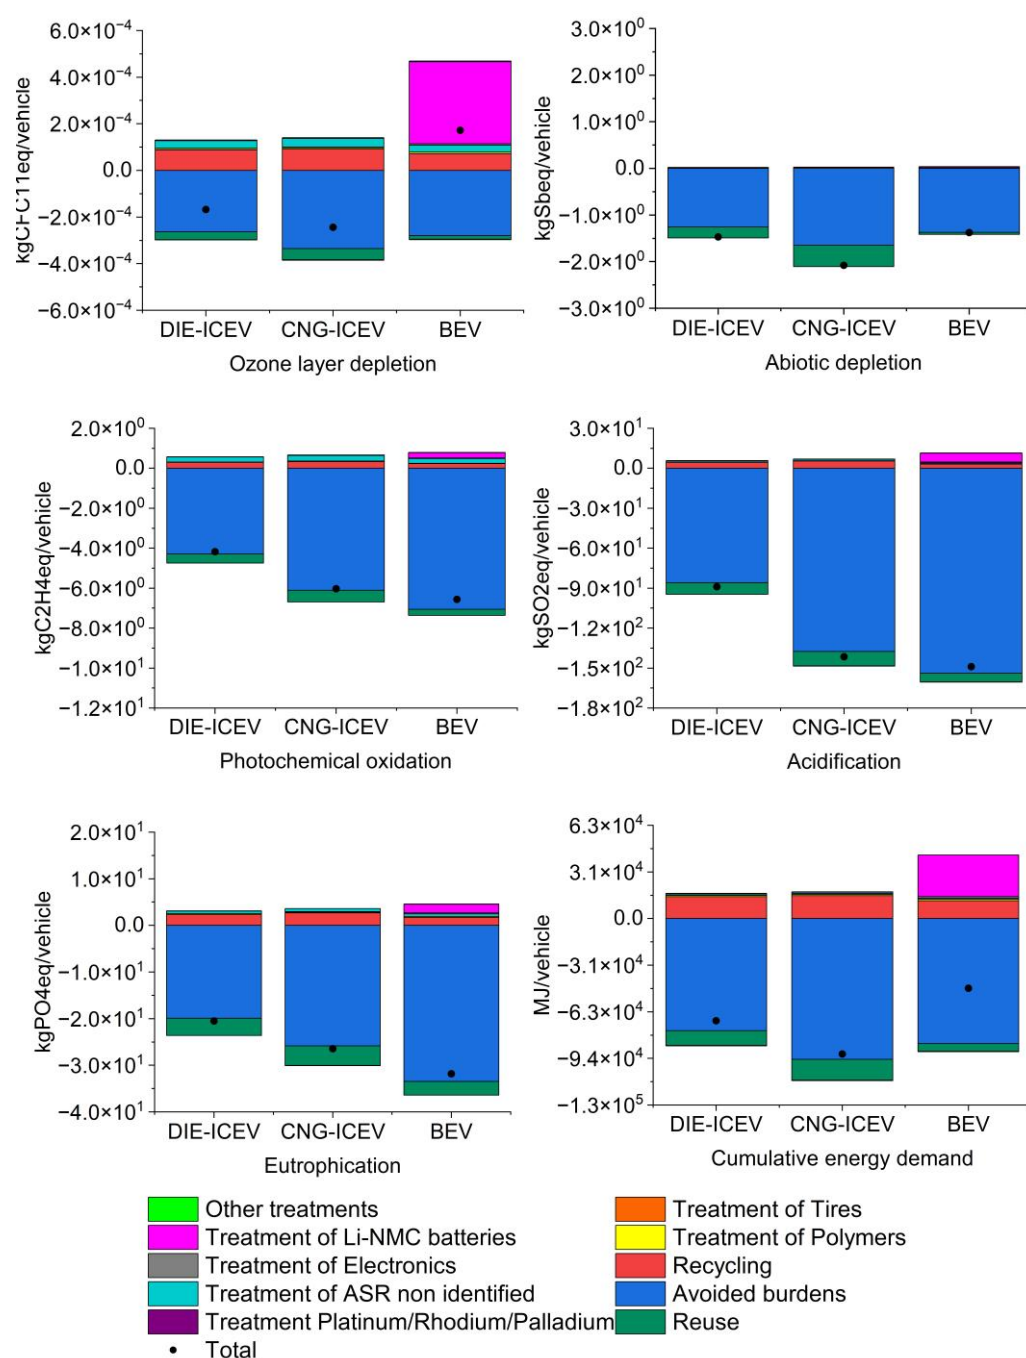 6.0×10⁻⁴
4.0×10⁻⁴
2.0×10⁻⁴
0.0
−2.0×10⁻⁴
−4.0×10⁻⁴
−6.0×10⁻⁴
kgCFC11eq/vehicle
DIE-ICEV CNG-ICEV BEV
Ozone layer depletion
3.0×10⁰
2.0×10⁰
1.0×10⁰
0.0
−1.0×10⁰
−2.0×10⁰
−3.0×10⁰
kgSbeq/vehicle
DIE-ICEV CNG-ICEV BEV
Abiotic depletion
2.0×10⁰
0.0
−2.0×10⁰
−4.0×10⁰
−6.0×10⁰
−8.0×10⁰
−1.0×10¹
−1.2×10¹
kgC2H4eq/vehicle
DIE-ICEV CNG-ICEV BEV
Photochemical oxidation
3.0×10¹
0.0
−3.0×10¹
−6.0×10¹
−9.0×10¹
−1.2×10²
−1.5×10²
−1.8×10²
kgSO2eq/vehicle
DIE-ICEV CNG-ICEV BEV
Acidification
2.0×10¹
1.0×10¹
0.0
−1.0×10¹
−2.0×10¹
−3.0×10¹
−4.0×10¹
kgPO4eq/vehicle
DIE-ICEV CNG-ICEV BEV
Eutrophication
6.3×10⁴
3.1×10⁴
0.0
−3.1×10⁴
−6.3×10⁴
−9.4×10⁴
−1.3×10⁵
MJ/vehicle
DIE-ICEV CNG-ICEV BEV
Cumulative energy demand
Other treatments
Treatment of Li-NMC batteries
Treatment of Electronics
Treatment of ASR non identified
Treatment Platinum/Rhodium/Palladium
Total
Treatment of Tires
Treatment of Polymers
Recycling
Avoided burdens
Reuse